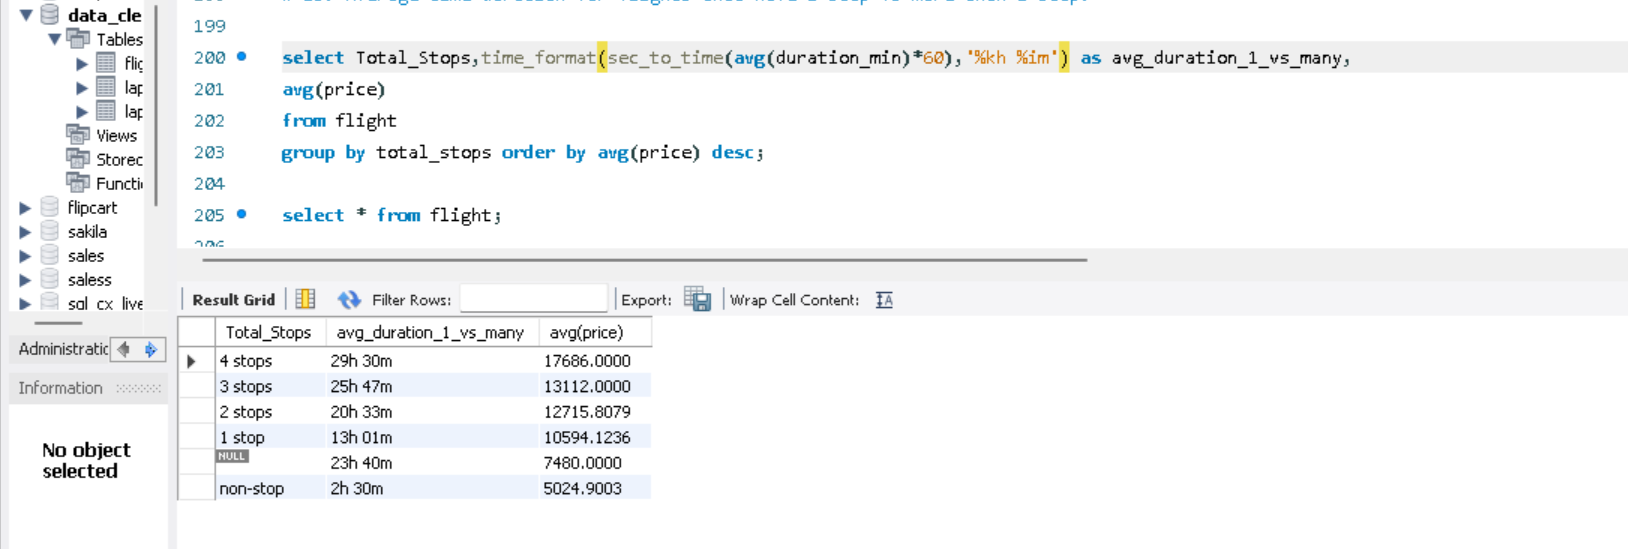 data_cle
Tables
flig
lap
lap
Views
Storec
Functi
flipcart
sakila
sales
saless
sql_cx_live
Administratic
Information
No object
selected
199
200 select Total_Stops,time_format(sec_to_time(avg(duration_min)*60),'%kh %im') as avg_duration_1_vs_many,
201 avg(price)
202 from flight
203 group by total_stops order by avg(price) desc;
204
205 select * from flight;
Result Grid Filter Rows: Export: Wrap Cell Content:
Total_Stops avg_duration_1_vs_many avg(price)
4 stops 29h 30m 17686.0000
3 stops 25h 47m 13112.0000
2 stops 20h 33m 12715.8079
1 stop 13h 01m 10594.1236
NULL 23h 40m 7480.0000
non-stop 2h 30m 5024.9003